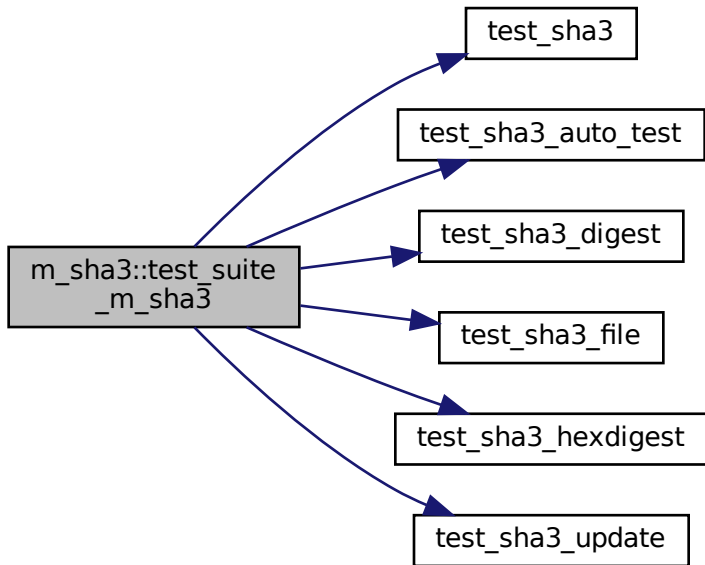 test_sha3
test_sha3_auto_test
test_sha3_digest
m_sha3::test_suite
_m_sha3
test_sha3_file
test_sha3_hexdigest
test_sha3_update